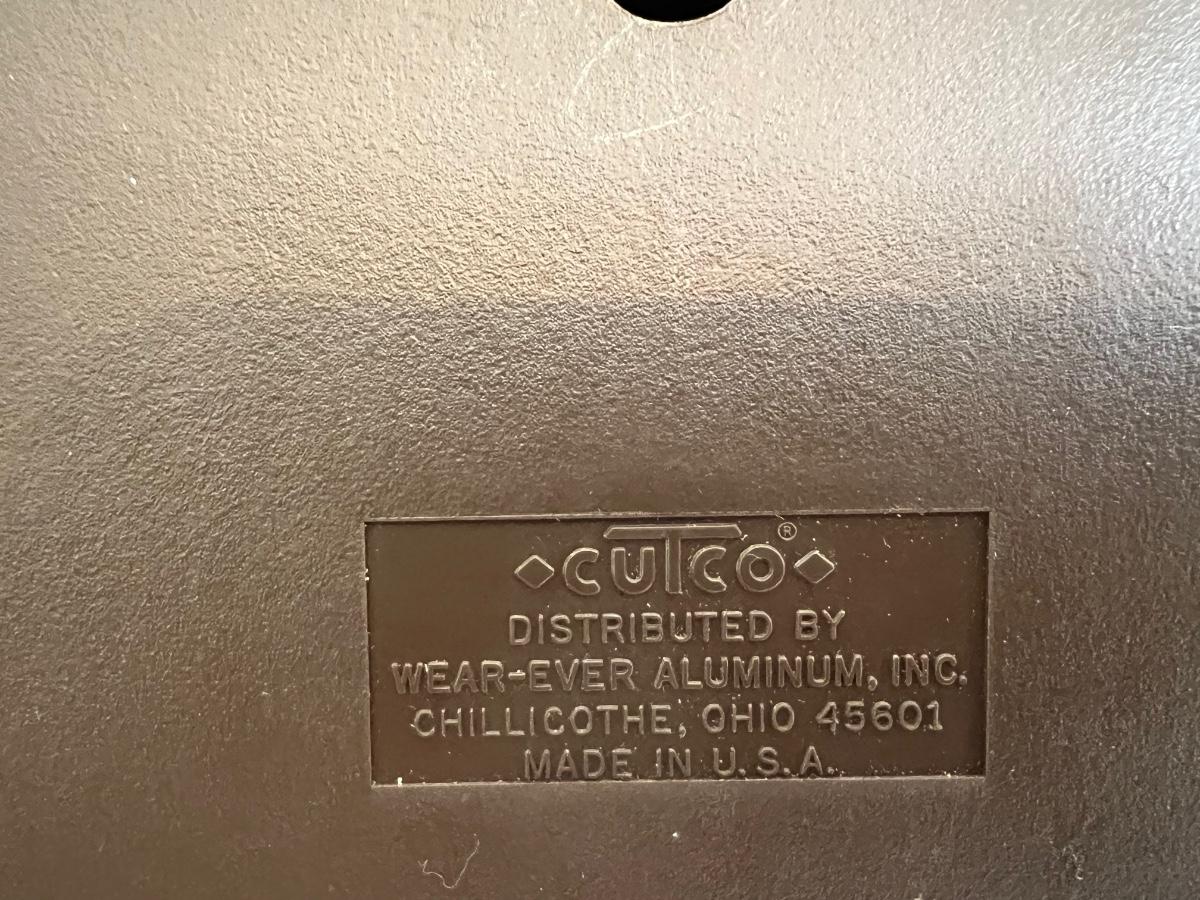 CUTCO®
DISTRIBUTED BY
WEAR-EVER ALUMINUM, INC.
CHILLICOTHE, OHIO 45601
MADE IN U.S.A.